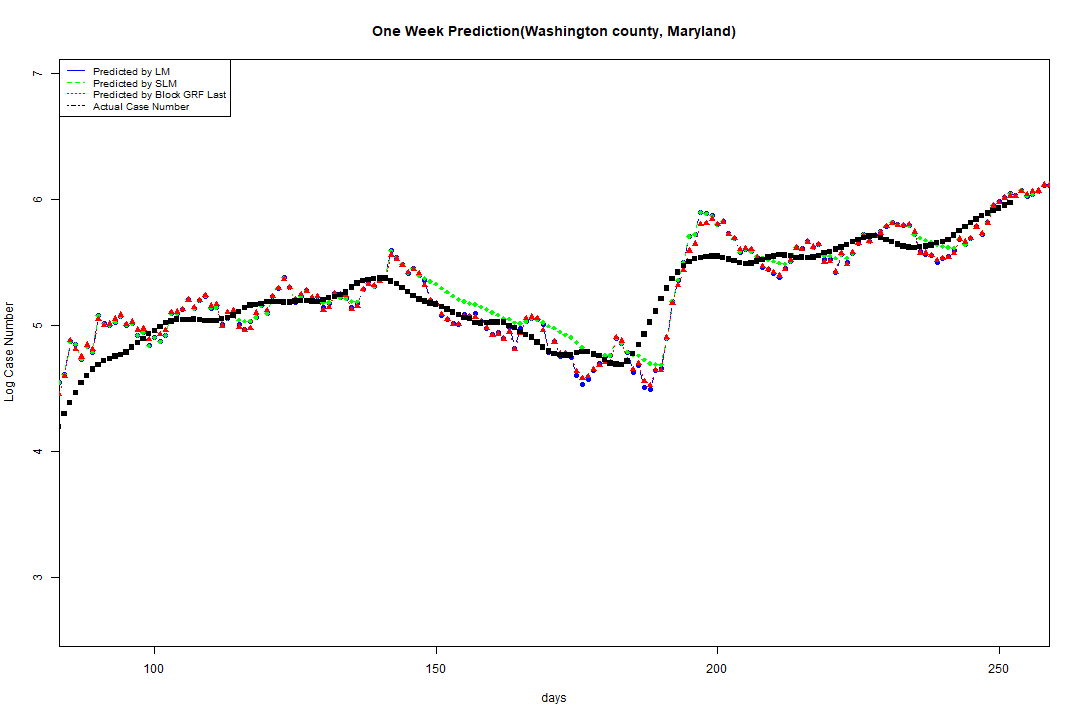 One Week Prediction(Washington county, Maryland)
Predicted by LM
Predicted by SLM
Predicted by Block GRF Last
Actual Case Number
7
6
5
4
3
Log Case Number
100 150 200 250
days